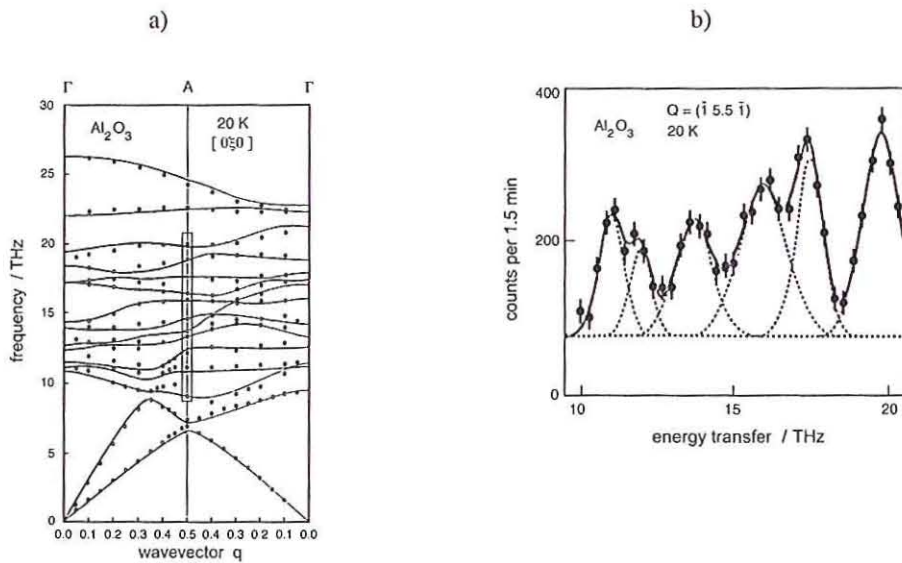 a)
Γ A Γ
30
25
20
15
10
5
0
frequency / THz
Al₂O₃
20 K
[0ξ0]
0.0 0.1 0.2 0.3 0.4 0.5 0.4 0.3 0.2 0.1 0.0
wavevector q
b)
400
200
0
counts per 1.5 min
Al₂O₃
Q = (1̄ 5.5 1̄)
20 K
10 15 20
energy transfer / THz